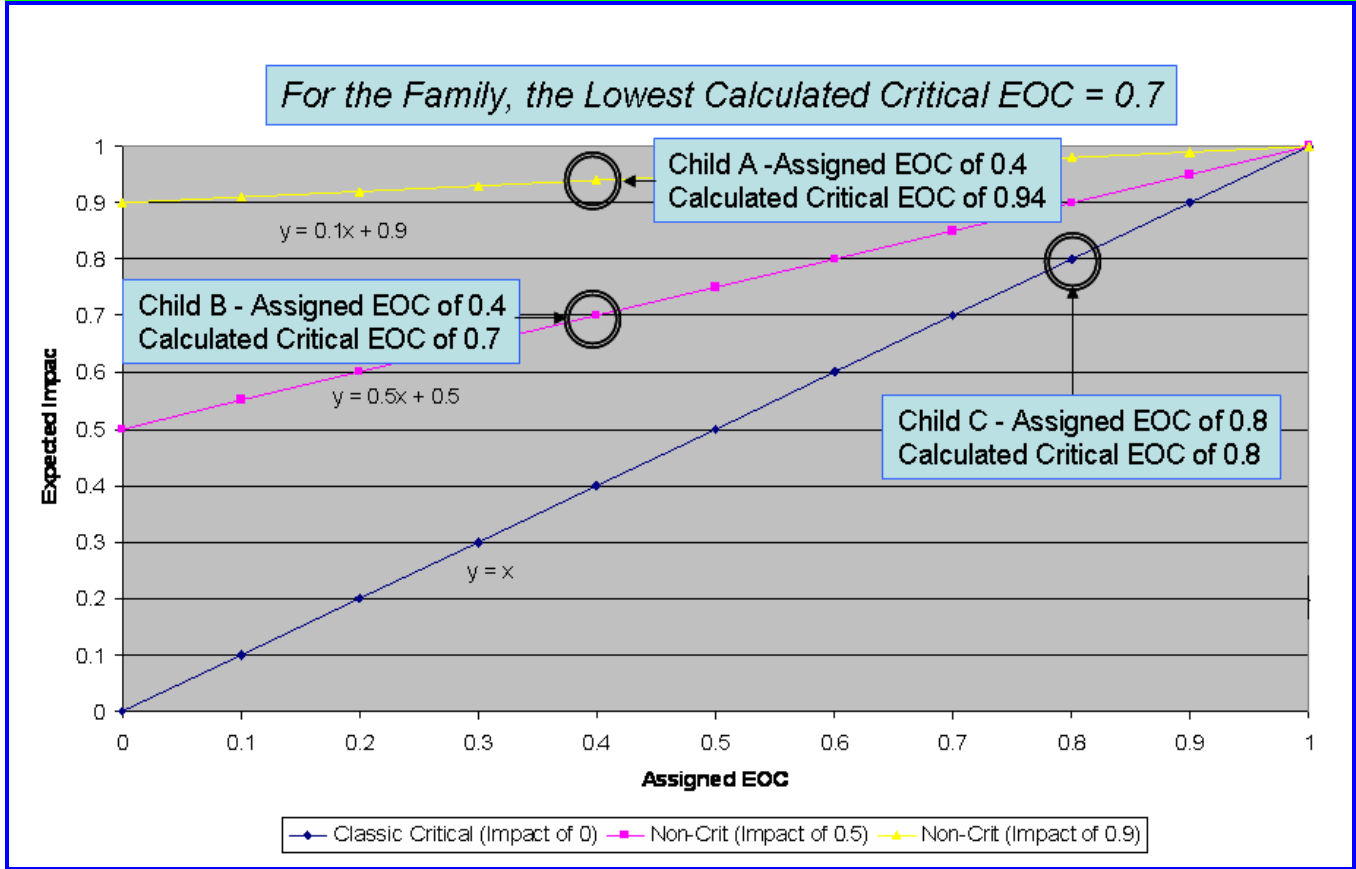 For the Family, the Lowest Calculated Critical EOC = 0.7
1
Child A -Assigned EOC of 0.4
Calculated Critical EOC of 0.94
0.9
y = 0.1x + 0.9
0.8
Child B - Assigned EOC of 0.4
Calculated Critical EOC of 0.7
0.7
0.6
y = 0.5x + 0.5
Child C - Assigned EOC of 0.8
Calculated Critical EOC of 0.8
0.5
Expected Impac
0.4
0.3
y = x
0.2
0.1
0
0 0.1 0.2 0.3 0.4 0.5 0.6 0.7 0.8 0.9 1
Assigned EOC
Classic Critical (Impact of 0) Non-Crit (Impact of 0.5) Non-Crit (Impact of 0.9)